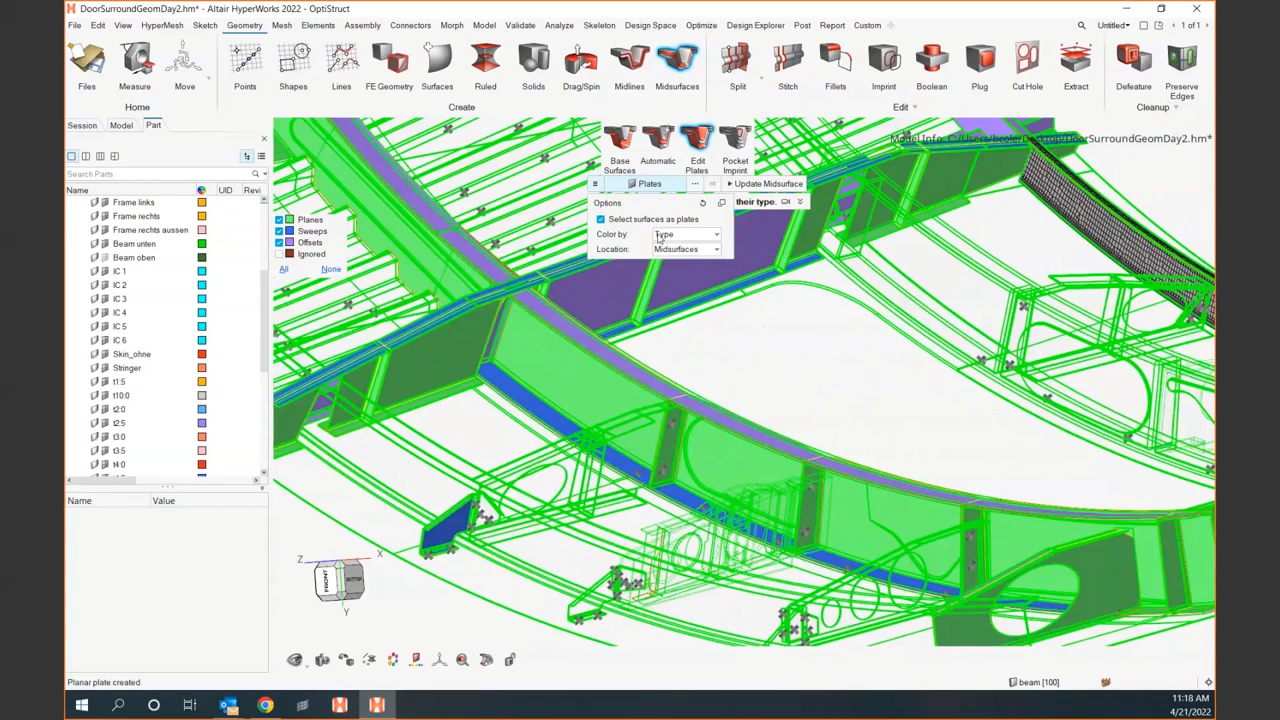 DoorSurroundGeomDay2.hm* - Altair HyperWorks 2022 - OptiStruct
File Edit View HyperMesh Sketch Geometry Mesh Elements Assembly Connectors Morph Model Validate Analyze Skeleton Design Space Optimize Design Explorer Post Report Custom Untitled* 1 of 1
Files Measure Move Points Shapes Lines FE Geometry Surfaces Ruled Solids Drag/Spin Midlines Midsurfaces Split Stitch Fillets Imprint Boolean Plug Cut Hole Extract Defeature Preserve Edges
Home Create Edit Cleanup
Session Model Part
Model Info: C:/Users/bcole/Desktop/DoorSurroundGeomDay2.hm*
Base Surfaces Automatic Edit Plates Pocket Imprint
Search Parts
Plates Update Midsurface
Name UID Revi
their type.
Options
Select surfaces as plates
Color by: Type
Location: Midsurfaces
Planes
Sweeps
Offsets
Ignored
All None
Frame links
Frame rechts
Frame rechts aussen
Beam unten
Beam oben
IC 1
IC 2
IC 3
IC 4
IC 5
IC 6
Skin_ohne
Stringer
t1.5
t10.0
t2.0
t2.5
t3.0
t3.5
t4.0
Name Value
Z X Y
FRONT BOTTOM
Planar plate created.
beam [100]
11:18 AM
4/21/2022